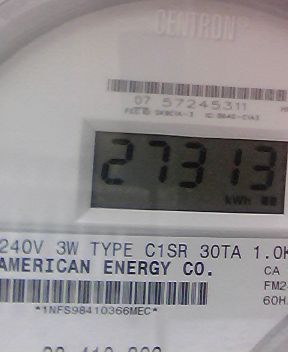 CENTRON®
07 57245311
27313
kWh
240V 3W TYPE C1SR 30TA 1.0K
AMERICAN ENERGY CO.
CA
FM2
60H
*1NFS98410366MEC*